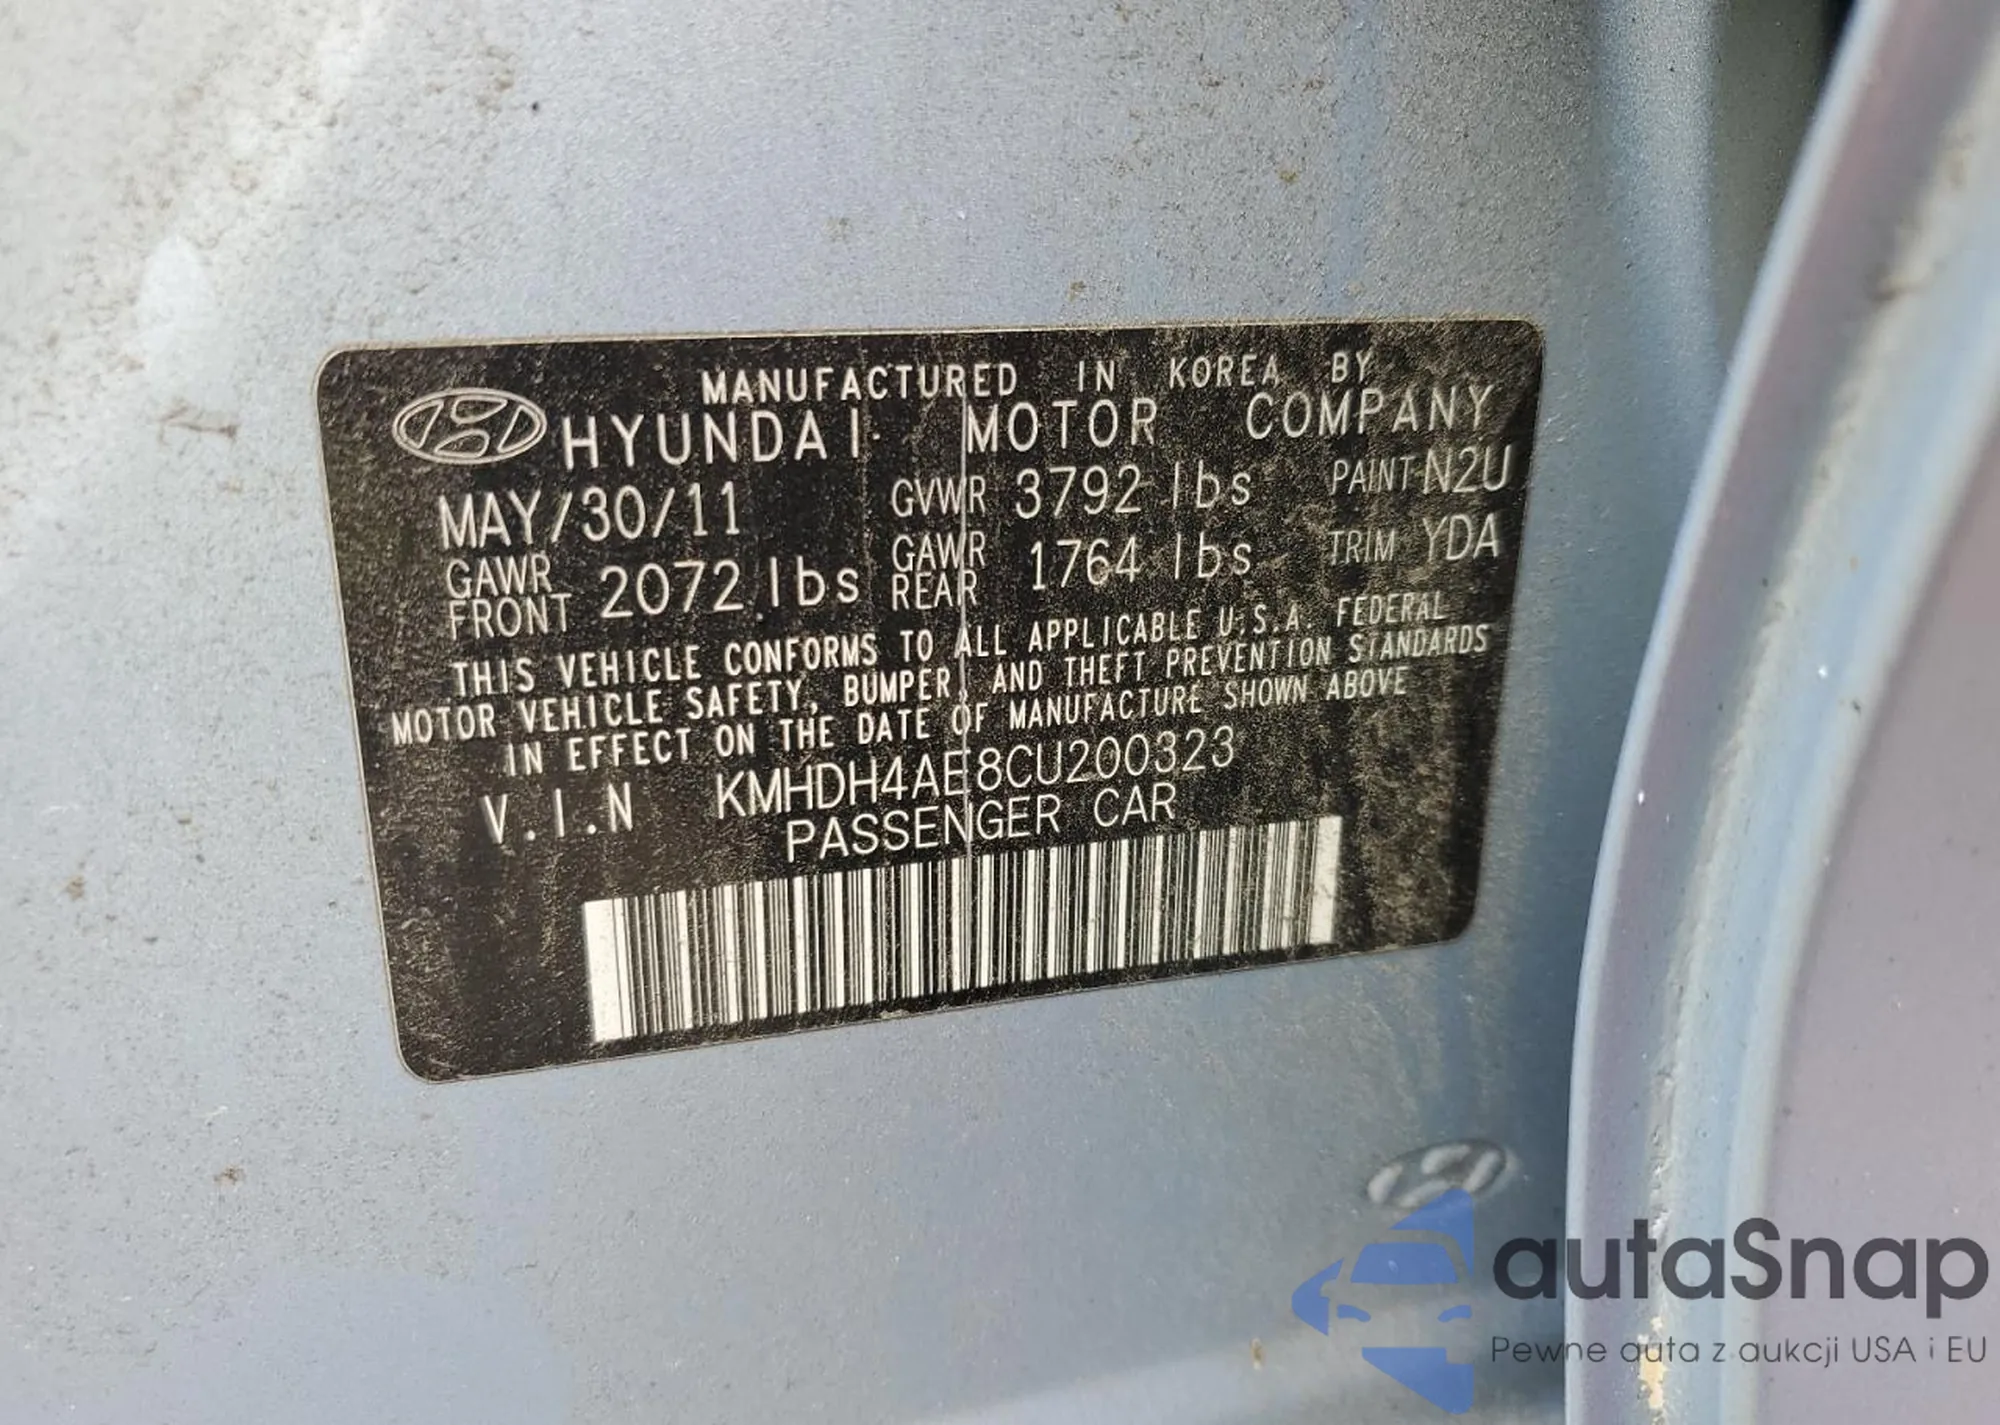 MANUFACTURED IN KOREA BY
HYUNDAI MOTOR COMPANY
MAY/30/11 GVWR 3792 lbs PAINT N2U
GAWR FRONT 2072 lbs GAWR REAR 1764 lbs TRIM YDA
THIS VEHICLE CONFORMS TO ALL APPLICABLE U.S.A. FEDERAL
MOTOR VEHICLE SAFETY, BUMPER, AND THEFT PREVENTION STANDARDS
IN EFFECT ON THE DATE OF MANUFACTURE SHOWN ABOVE
V.I.N KMHDH4AE8CU200323
PASSENGER CAR
autaSnap
Pewne auta z aukcji USA i EU